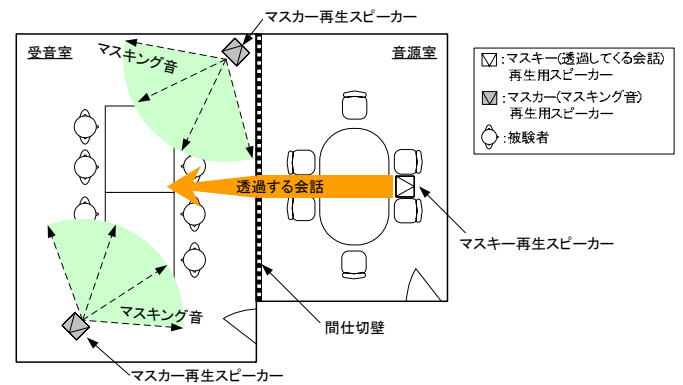 マスカー再生スピーカー
受音室
マスキング音
音源室
:マスキー(透過してくる会話)
再生用スピーカー
:マスカー(マスキング音)
再生用スピーカー
:被験者
透過する会話
マスキー再生スピーカー
マスキング音
間仕切壁
マスカー再生スピーカー